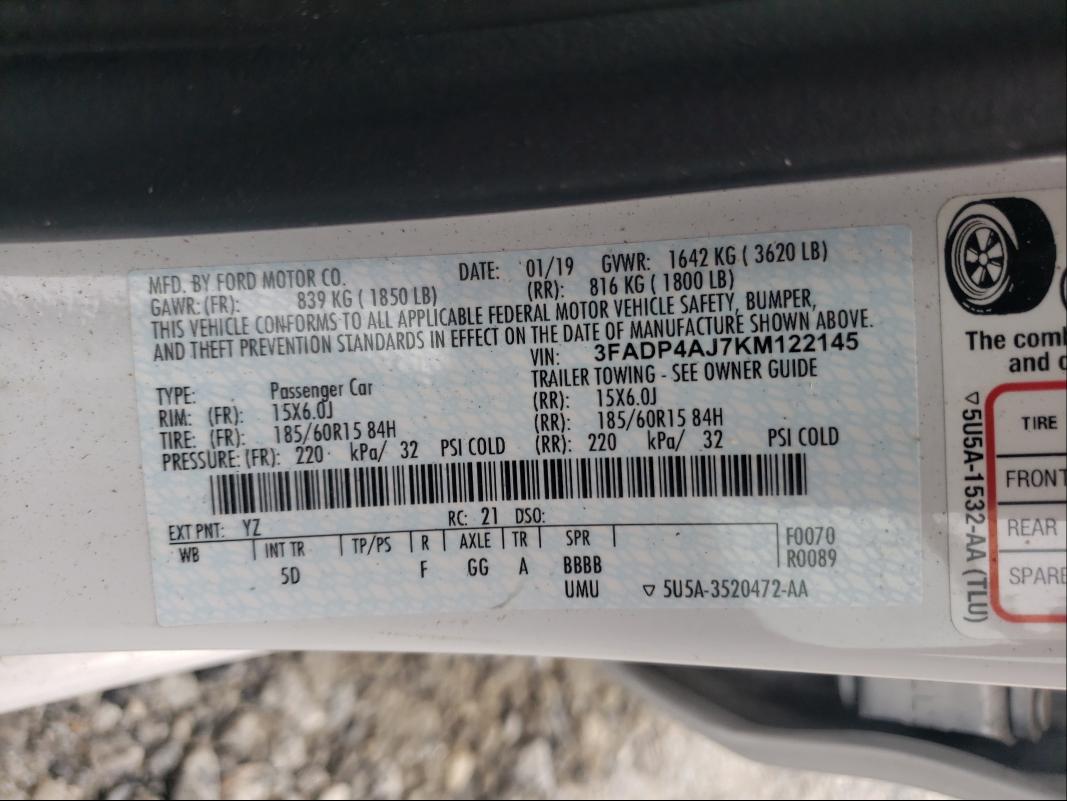 MFD. BY FORD MOTOR CO. DATE: 01/19 GVWR: 1642 KG ( 3620 LB)
GAWR: (FR): 839 KG ( 1850 LB) (RR): 816 KG ( 1800 LB)
THIS VEHICLE CONFORMS TO ALL APPLICABLE FEDERAL MOTOR VEHICLE SAFETY, BUMPER,
AND THEFT PREVENTION STANDARDS IN EFFECT ON THE DATE OF MANUFACTURE SHOWN ABOVE.
VIN: 3FADP4AJ7KM122145
TYPE: Passenger Car TRAILER TOWING - SEE OWNER GUIDE
RIM: (FR): 15X6.0J (RR): 15X6.0J
TIRE: (FR): 185/60R15 84H (RR): 185/60R15 84H
PRESSURE: (FR): 220 kPa/ 32 PSI COLD (RR): 220 kPa/ 32 PSI COLD
EXT PNT: YZ RC: 21 DSO:
WB INT TR TP/PS R AXLE TR SPR F0070
5D F GG A BBBB R0089
UMU ▽ 5U5A-3520472-AA
The comb
and c
TIRE
FRONT
REAR
SPARE
▽5U5A-1532-AA (TLU)